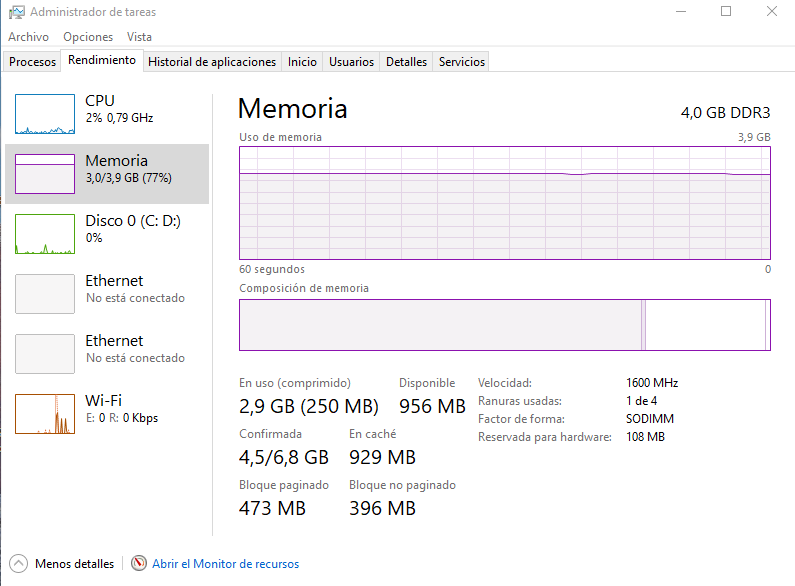 Administrador de tareas
Archivo Opciones Vista
Procesos Rendimiento Historial de aplicaciones Inicio Usuarios Detalles Servicios
CPU
2% 0,79 GHz
Memoria
3,0/3,9 GB (77%)
Disco 0 (C: D:)
0%
Ethernet
No está conectado
Ethernet
No está conectado
Wi-Fi
E: 0 R: 0 Kbps
Memoria 4,0 GB DDR3
Uso de memoria 3,9 GB
60 segundos 0
Composición de memoria
En uso (comprimido) Disponible
2,9 GB (250 MB) 956 MB
Confirmada En caché
4,5/6,8 GB 929 MB
Bloque paginado Bloque no paginado
473 MB 396 MB
Velocidad: 1600 MHz
Ranuras usadas: 1 de 4
Factor de forma: SODIMM
Reservada para hardware: 108 MB
Menos detalles Abrir el Monitor de recursos